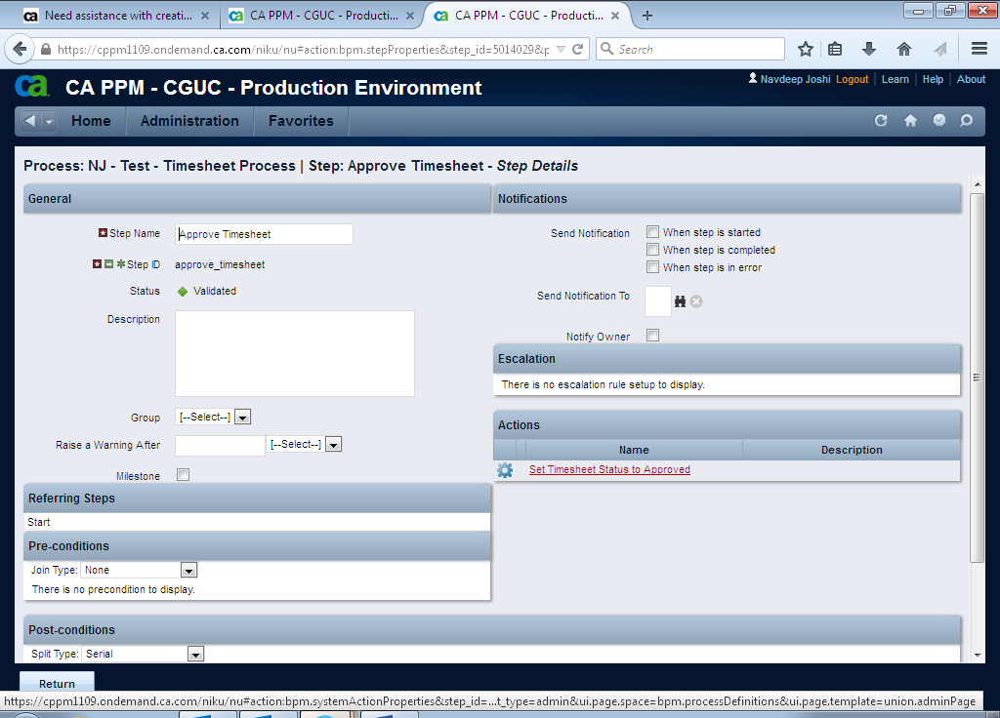 Need assistance with creati...
CA PPM - CGUC - Producti...
CA PPM - CGUC - Producti...
https://cppm1109.ondemand.ca.com/niku/nu#action:bpm.stepProperties&step_id=5014029&p
Search
CA PPM - CGUC - Production Environment
Navdeep Joshi Logout Learn Help About
Home Administration Favorites
Process: NJ - Test - Timesheet Process | Step: Approve Timesheet - Step Details
General
Step Name Approve Timesheet
Step ID approve_timesheet
Status Validated
Description
Group [--Select--]
Raise a Warning After [--Select--]
Milestone
Referring Steps
Start
Pre-conditions
Join Type: None
There is no precondition to display.
Notifications
Send Notification When step is started
When step is completed
When step is in error
Send Notification To
Notify Owner
Escalation
There is no escalation rule setup to display.
Actions
Name Description
Set Timesheet Status to Approved
Post-conditions
Split Type: Serial
Return
https://cppm1109.ondemand.ca.com/niku/nu#action:bpm.systemActionProperties&step_id=...t_type=admin&ui.page.space=bpm.processDefinitions&ui.page.template=union.adminPage